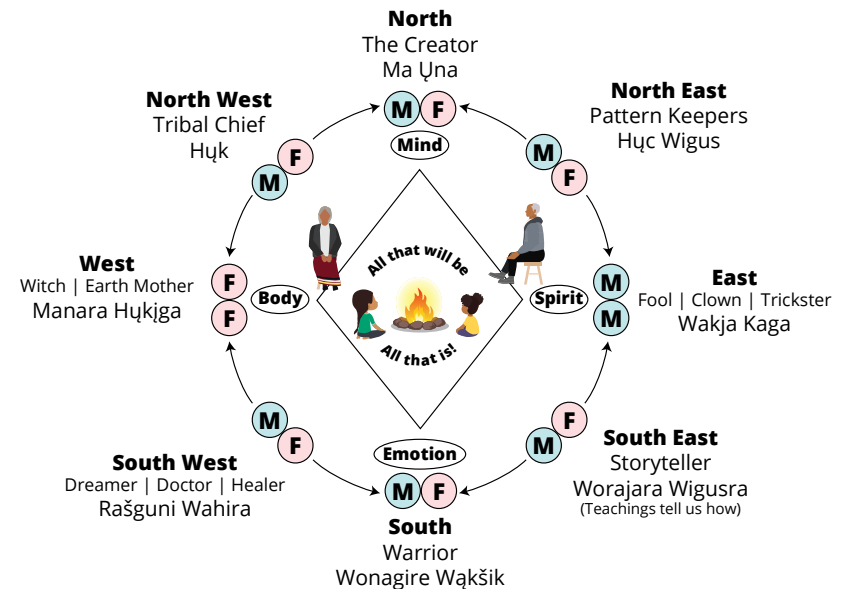 North
The Creator
Ma Ųna
M F
Mind
North West
Tribal Chief
Hųk
F
M
North East
Pattern Keepers
Hųc Wigus
M
F
West
Witch | Earth Mother
Manara Hųkįga
F
F
Body
All that will be
All that is!
Spirit
M
M
East
Fool | Clown | Trickster
Wakja Kaga
M
F
South West
Dreamer | Doctor | Healer
Rašguni Wahira
F
M
South East
Storyteller
Worajara Wigusra
(Teachings tell us how)
Emotion
M F
South
Warrior
Wonagire Wąkšik